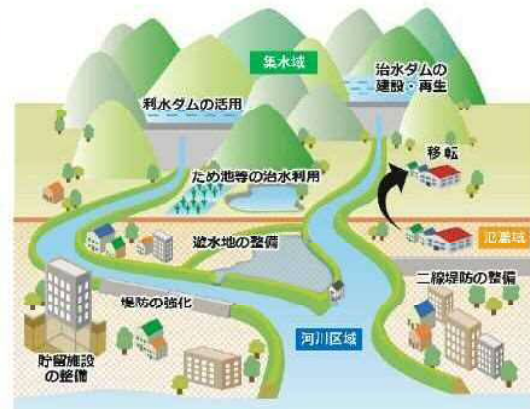 集水域
治水ダムの
建設・再生
利水ダムの活用
移転
ため池等の治水利用
氾濫域
遊水地の整備
二線堤防の整備
堤防の強化
河川区域
貯留施設
の整備